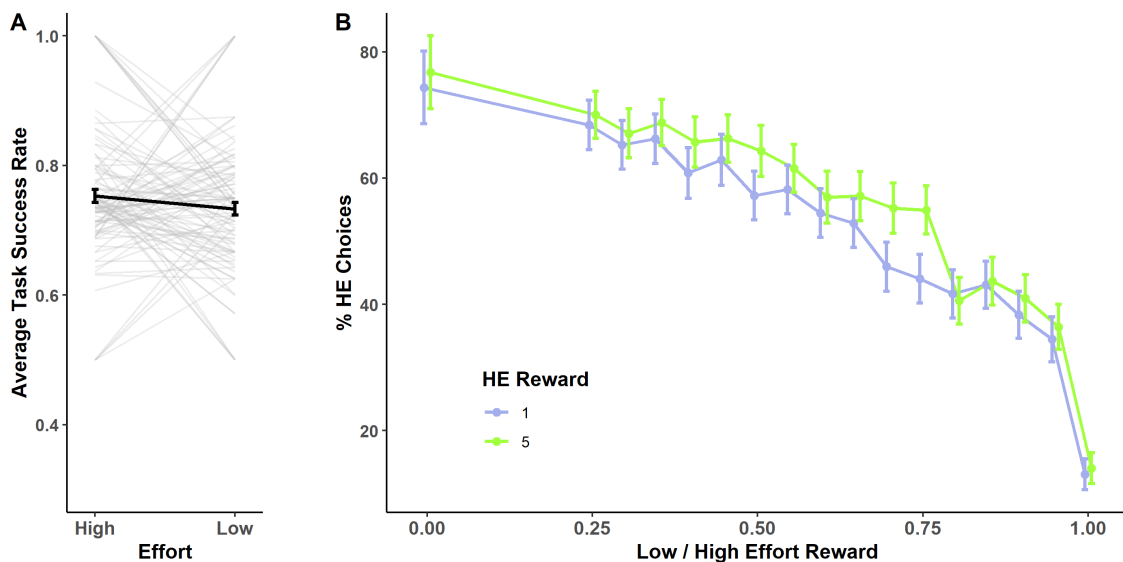 A
Average Task Success Rate
1.0
0.8
0.6
0.4
High Low
Effort
B
% HE Choices
80
60
40
20
HE Reward
1
5
0.00 0.25 0.50 0.75 1.00
Low / High Effort Reward